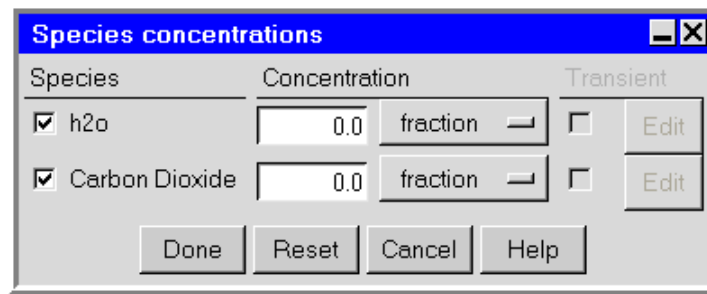 Species concentrations
Species Concentration Transient
h2o 0.0 fraction Edit
Carbon Dioxide 0.0 fraction Edit
Done Reset Cancel Help